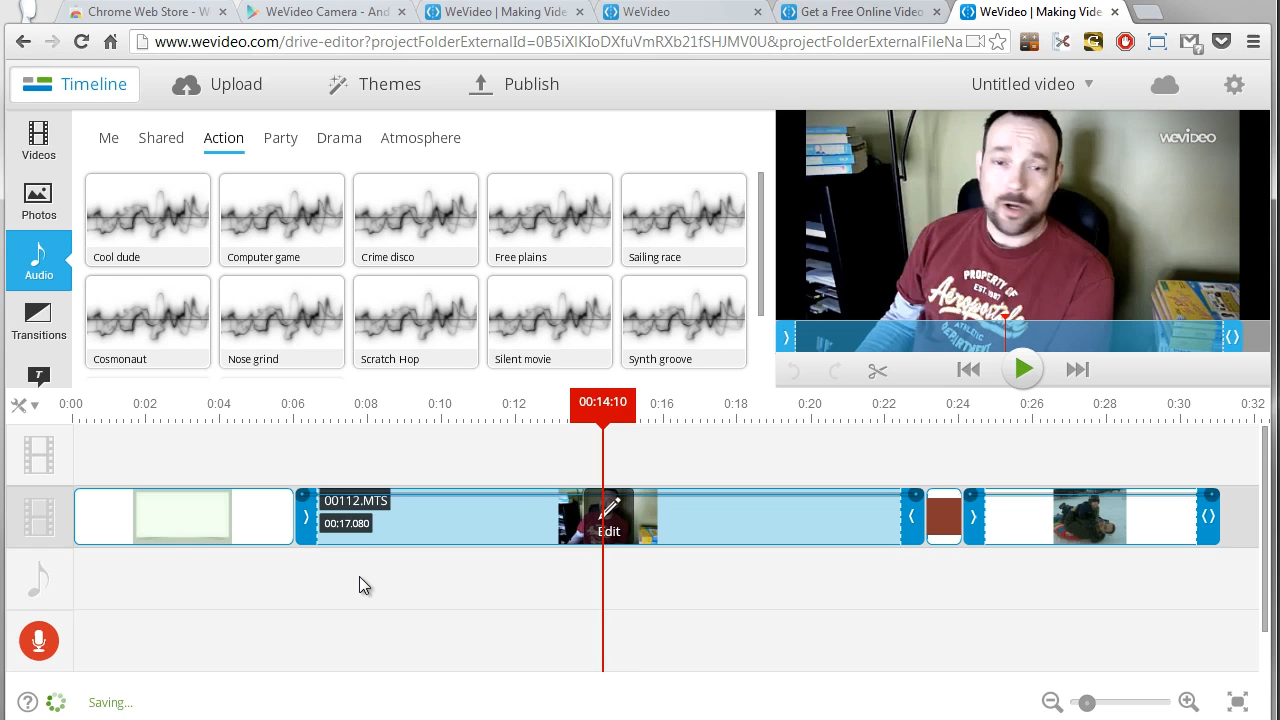 Chrome Web Store - W
WeVideo Camera - And
WeVideo | Making Vide
WeVideo
Get a Free Online Video
WeVideo | Making Vide
www.wevideo.com/drive-editor?projectFolderExternalId=0B5iXlKIoDXfuVmRXb21fSHJMV0U&projectFolderExternalFileNa
Timeline
Upload
Themes
Publish
Untitled video
Videos
Photos
Audio
Transitions
T
Me
Shared
Action
Party
Drama
Atmosphere
Cool dude
Computer game
Crime disco
Free plains
Sailing race
Cosmonaut
Nose grind
Scratch Hop
Silent movie
Synth groove
WEVIDEO
PROPERTY OF
EST. 1987
Aeropostale
ATHLETIC
DEPARTMENT
0:00
0:02
0:04
0:06
0:08
0:10
0:12
00:14:10
0:16
0:18
0:20
0:22
0:24
0:26
0:28
0:30
0:32
00112.MTS
00:17.080
Edit
Saving...